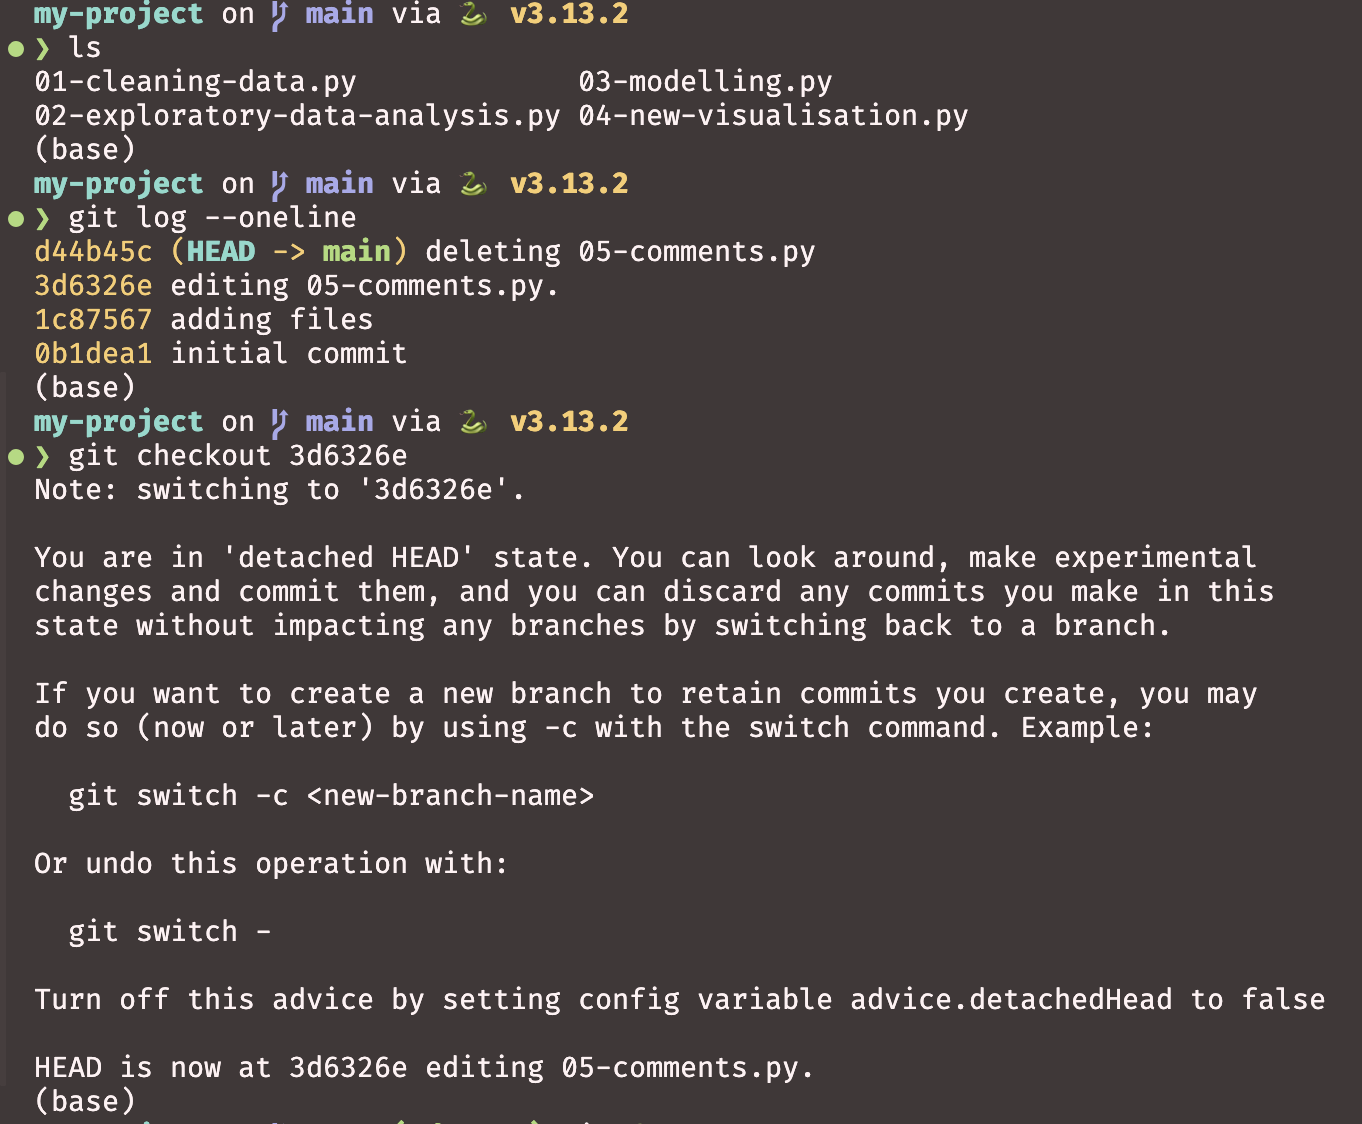 my-project on main via v3.13.2
❯ ls
01-cleaning-data.py 03-modelling.py
02-exploratory-data-analysis.py 04-new-visualisation.py
(base)
my-project on main via v3.13.2
❯ git log --oneline
d44b45c (HEAD -> main) deleting 05-comments.py
3d6326e editing 05-comments.py.
1c87567 adding files
0b1dea1 initial commit
(base)
my-project on main via v3.13.2
❯ git checkout 3d6326e
Note: switching to '3d6326e'.

You are in 'detached HEAD' state. You can look around, make experimental
changes and commit them, and you can discard any commits you make in this
state without impacting any branches by switching back to a branch.

If you want to create a new branch to retain commits you create, you may
do so (now or later) by using -c with the switch command. Example:

  git switch -c <new-branch-name>

Or undo this operation with:

  git switch -

Turn off this advice by setting config variable advice.detachedHead to false

HEAD is now at 3d6326e editing 05-comments.py.
(base)